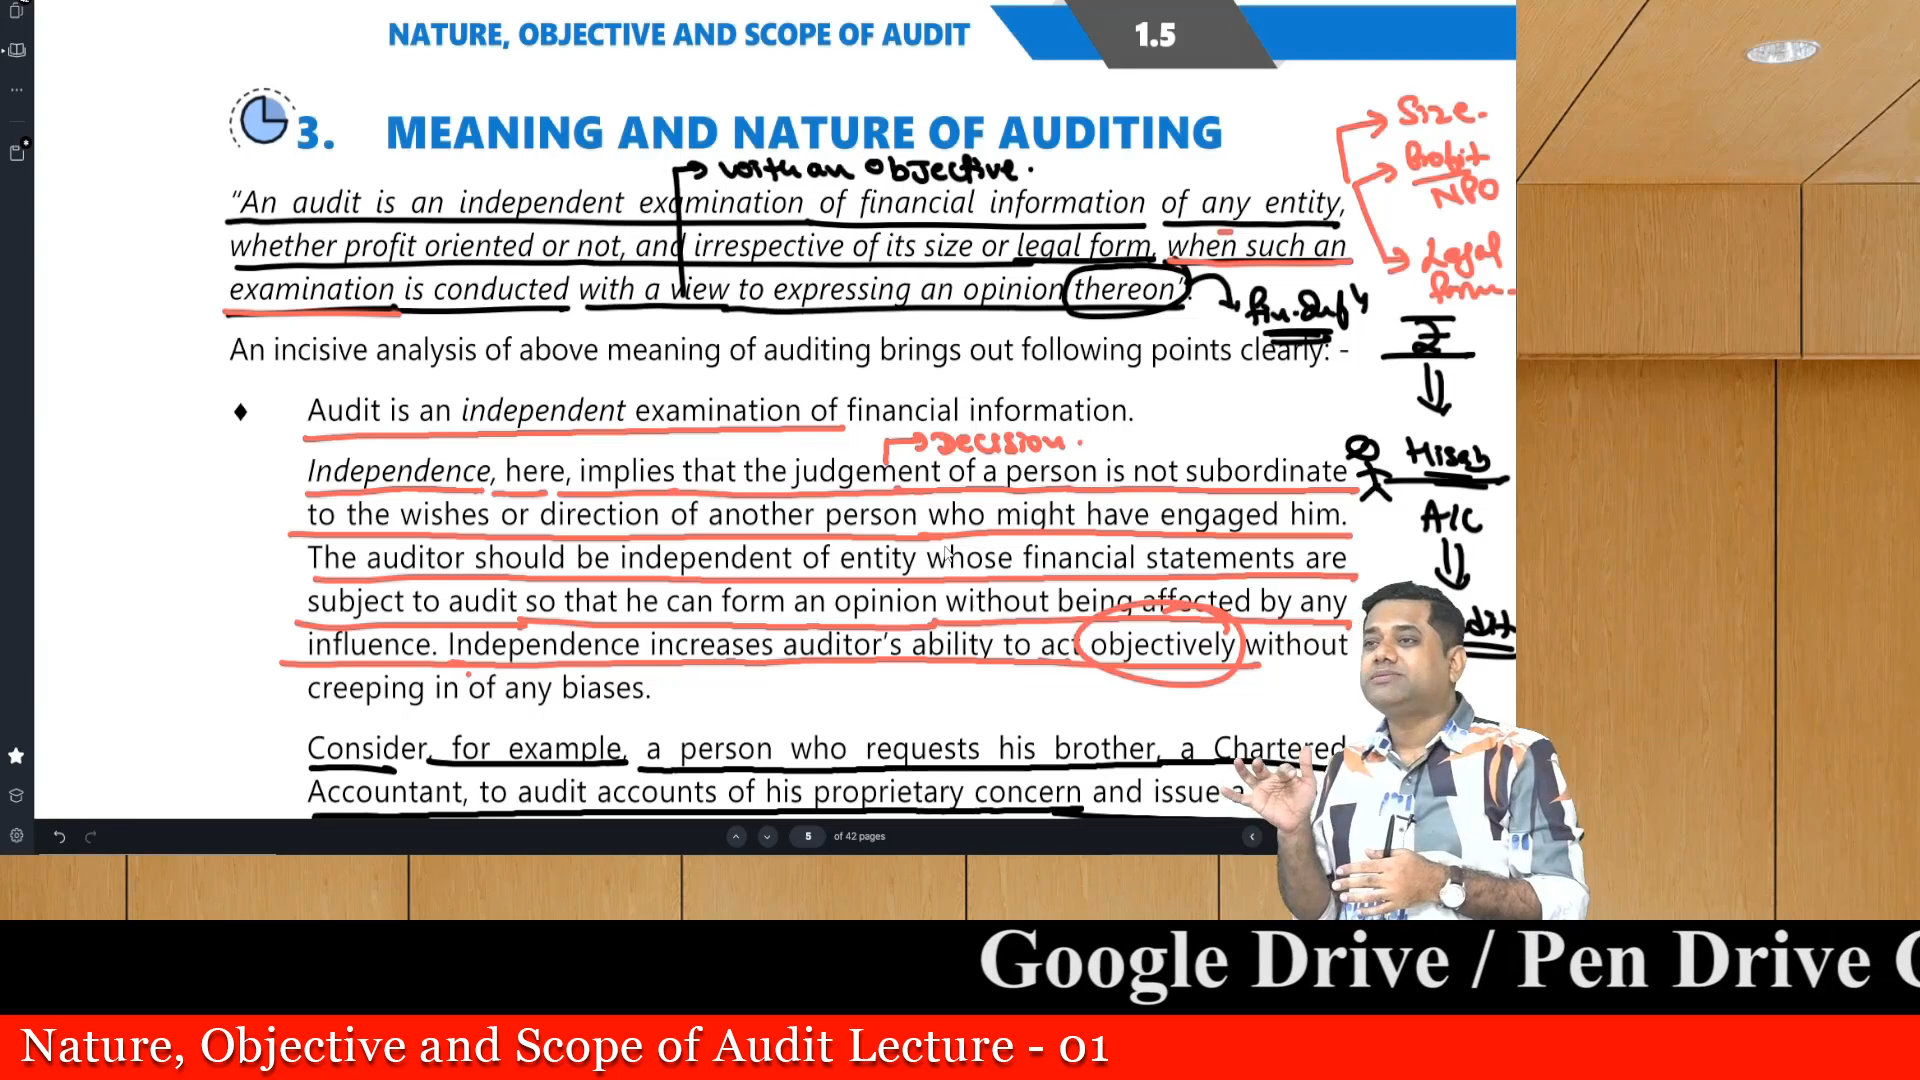 NATURE, OBJECTIVE AND SCOPE OF AUDIT 1.5
3. MEANING AND NATURE OF AUDITING
with an objective.
"An audit is an independent examination of financial information of any entity,
whether profit oriented or not, and irrespective of its size or legal form, when such an
examination is conducted with a view to expressing an opinion thereon".
Size.
Profit
NPO
Legal
form.
An incisive analysis of above meaning of auditing brings out following points clearly: -
♦ Audit is an independent examination of financial information.
Decision.
Independence, here, implies that the judgement of a person is not subordinate
to the wishes or direction of another person who might have engaged him.
The auditor should be independent of entity whose financial statements are
subject to audit so that he can form an opinion without being affected by any
influence. Independence increases auditor's ability to act objectively without
creeping in of any biases.
Hisab
A/C
Consider, for example, a person who requests his brother, a Chartered
Accountant, to audit accounts of his proprietary concern and issue a
5 of 42 pages
Google Drive / Pen Drive
Nature, Objective and Scope of Audit Lecture - 01